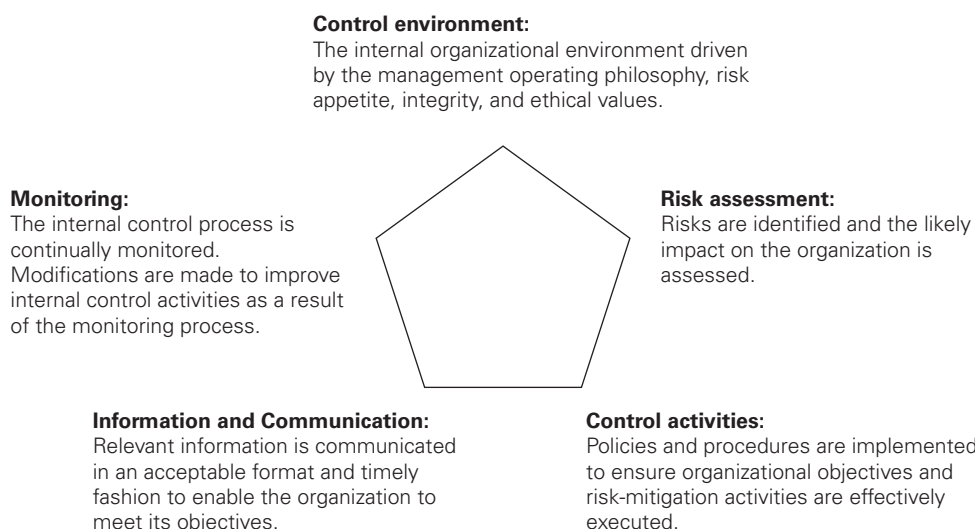 Control environment:
The internal organizational environment driven
by the management operating philosophy, risk
appetite, integrity, and ethical values.
Monitoring:
The internal control process is
continually monitored.
Modifications are made to improve
internal control activities as a result
of the monitoring process.
Risk assessment:
Risks are identified and the likely
impact on the organization is
assessed.
Information and Communication:
Relevant information is communicated
in an acceptable format and timely
fashion to enable the organization to
meet its objectives.
Control activities:
Policies and procedures are implemented
to ensure organizational objectives and
risk-mitigation activities are effectively
executed.